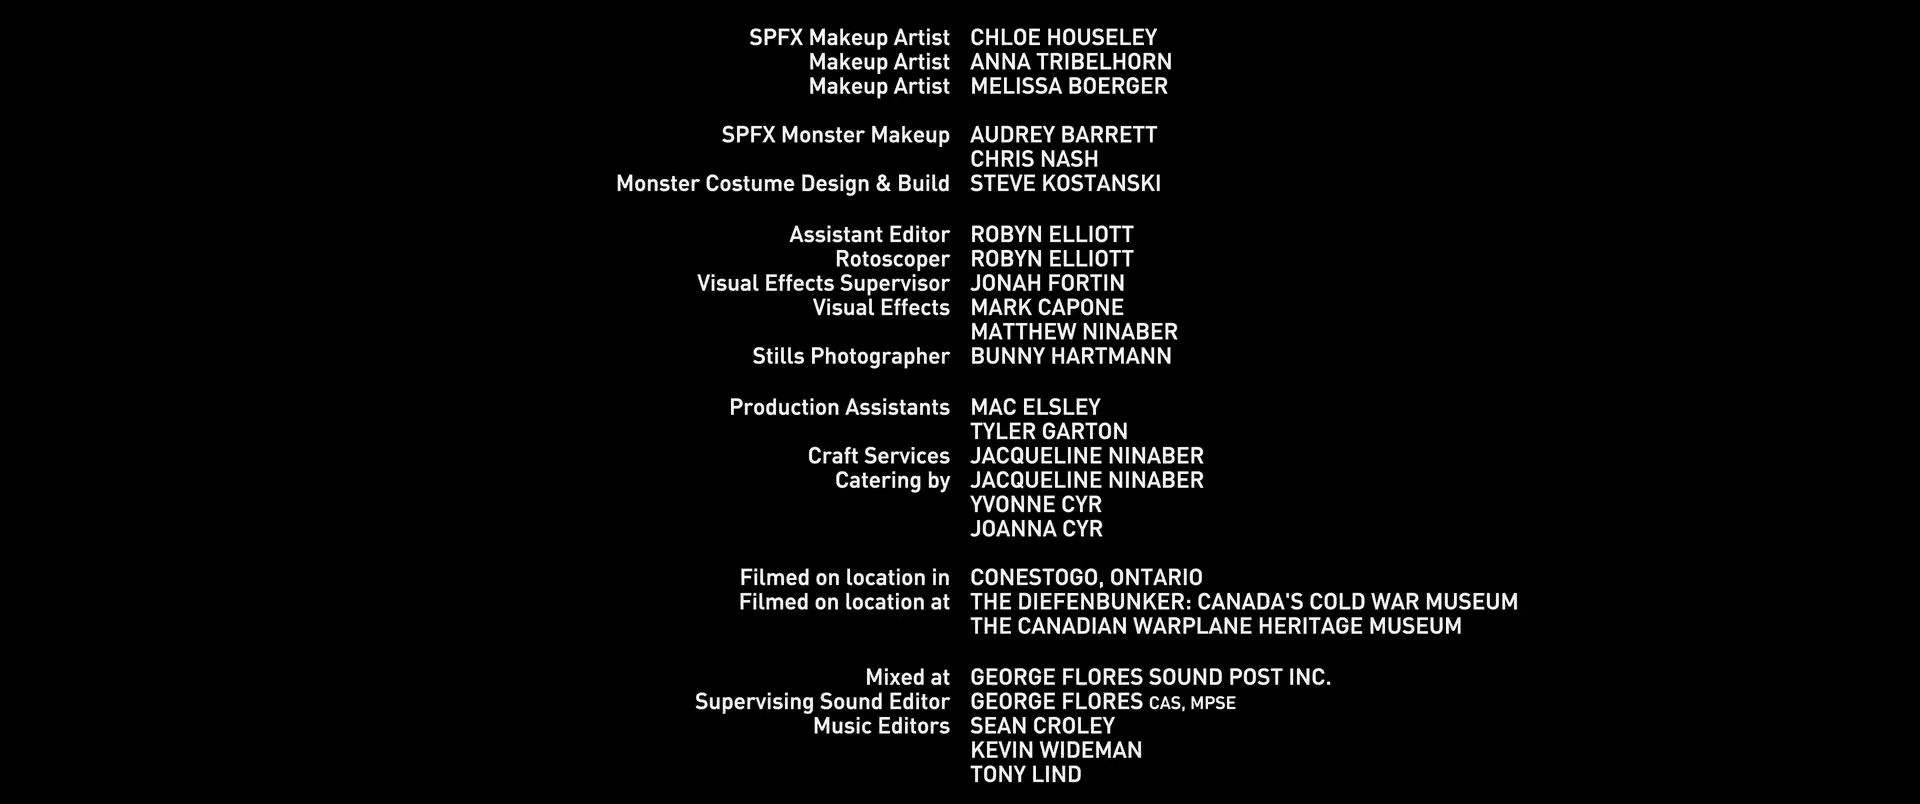 SPFX Makeup Artist CHLOE HOUSELEY
Makeup Artist ANNA TRIBELHORN
Makeup Artist MELISSA BOERGER
SPFX Monster Makeup AUDREY BARRETT
CHRIS NASH
Monster Costume Design & Build STEVE KOSTANSKI
Assistant Editor ROBYN ELLIOTT
Rotoscoper ROBYN ELLIOTT
Visual Effects Supervisor JONAH FORTIN
Visual Effects MARK CAPONE
MATTHEW NINABER
Stills Photographer BUNNY HARTMANN
Production Assistants MAC ELSLEY
TYLER GARTON
Craft Services JACQUELINE NINABER
Catering by JACQUELINE NINABER
YVONNE CYR
JOANNA CYR
Filmed on location in CONESTOGO, ONTARIO
Filmed on location at THE DIEFENBUNKER: CANADA'S COLD WAR MUSEUM
THE CANADIAN WARPLANE HERITAGE MUSEUM
Mixed at GEORGE FLORES SOUND POST INC.
Supervising Sound Editor GEORGE FLORES CAS, MPSE
Music Editors SEAN CROLEY
KEVIN WIDEMAN
TONY LIND